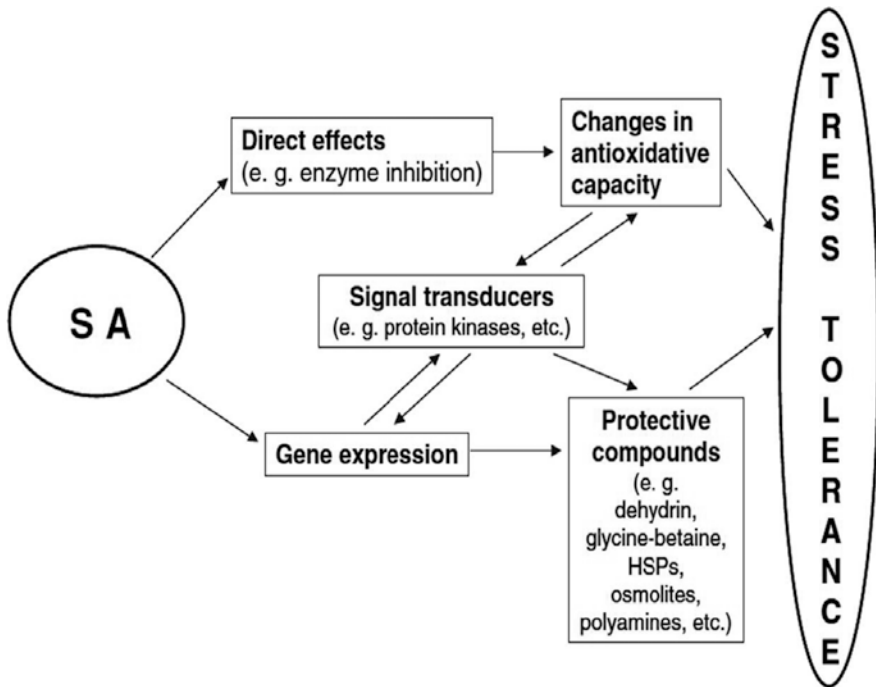 Direct effects
(e. g. enzyme inhibition)
Changes in
antioxidative
capacity
S A
Signal transducers
(e. g. protein kinases, etc.)
Gene expression
Protective
compounds
(e. g.
dehydrin,
glycine-betaine,
HSPs,
osmolites,
polyamines, etc.)
S
T
R
E
S
S
T
O
L
E
R
A
N
C
E